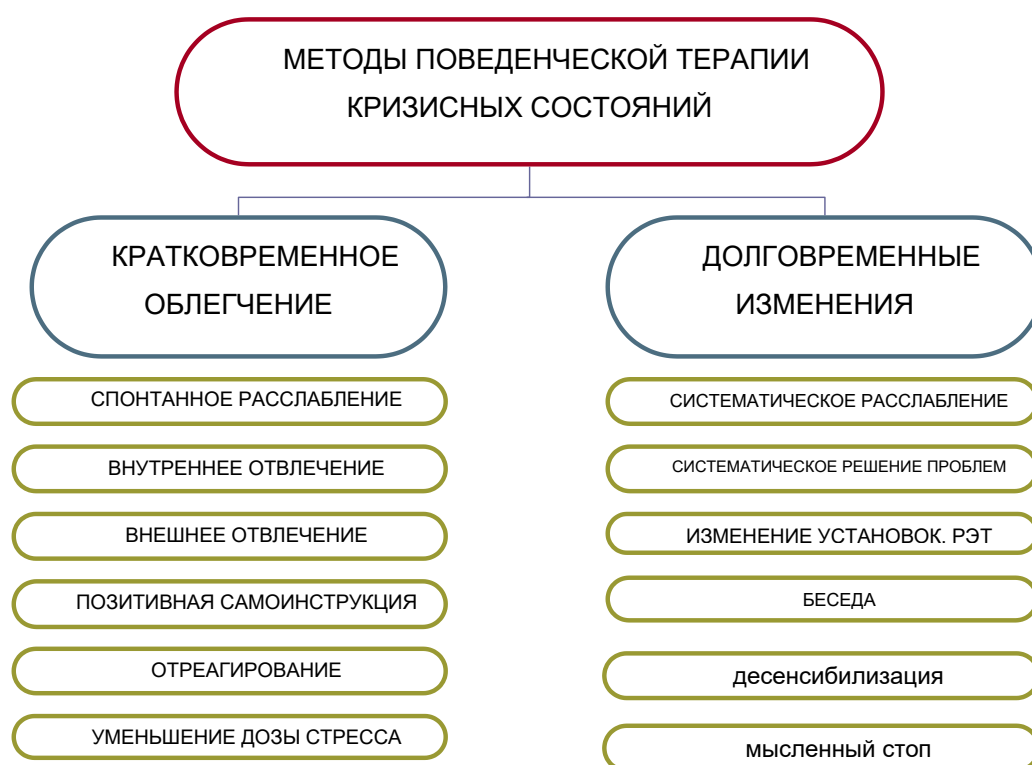 МЕТОДЫ ПОВЕДЕНЧЕСКОЙ ТЕРАПИИ
КРИЗИСНЫХ СОСТОЯНИЙ
КРАТКОВРЕМЕННОЕ
ОБЛЕГЧЕНИЕ
СПОНТАННОЕ РАССЛАБЛЕНИЕ
ВНУТРЕННЕЕ ОТВЛЕЧЕНИЕ
ВНЕШНЕЕ ОТВЛЕЧЕНИЕ
ПОЗИТИВНАЯ САМОИНСТРУКЦИЯ
ОТРЕАГИРОВАНИЕ
УМЕНЬШЕНИЕ ДОЗЫ СТРЕССА
ДОЛГОВРЕМЕННЫЕ
ИЗМЕНЕНИЯ
СИСТЕМАТИЧЕСКОЕ РАССЛАБЛЕНИЕ
СИСТЕМАТИЧЕСКОЕ РЕШЕНИЕ ПРОБЛЕМ
ИЗМЕНЕНИЕ УСТАНОВОК. РЭТ
БЕСЕДА
десенсибилизация
мысленный стоп